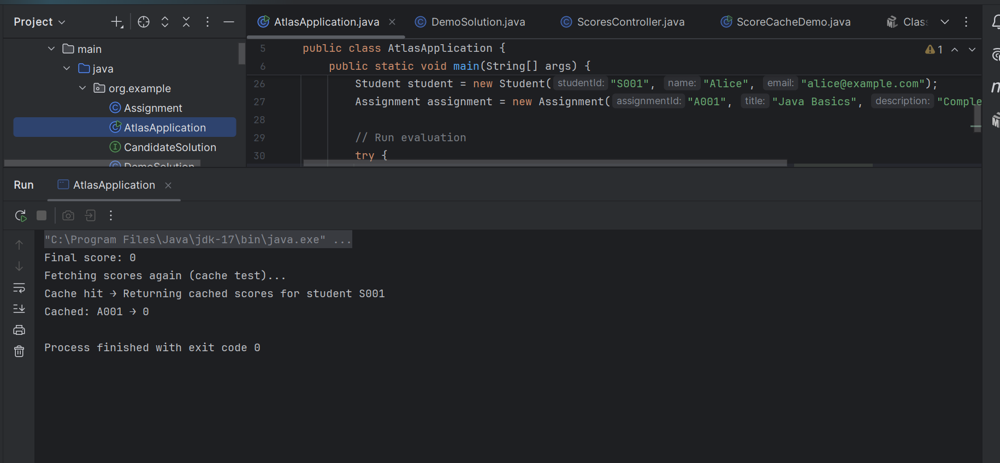 Project
AtlasApplication.java
DemoSolution.java
ScoresController.java
ScoreCacheDemo.java
Clas
main
java
org.example
Assignment
AtlasApplication
CandidateSolution
DemoSolution
5 public class AtlasApplication { 1
6 public static void main(String[] args) {
26 Student student = new Student( studentId: "S001", name: "Alice", email: "alice@example.com");
27 Assignment assignment = new Assignment( assignmentId: "A001", title: "Java Basics", description: "Comple
28
29 // Run evaluation
30 try {
Run
AtlasApplication
"C:\Program Files\Java\jdk-17\bin\java.exe" ...
Final score: 0
Fetching scores again (cache test)...
Cache hit → Returning cached scores for student S001
Cached: A001 → 0
Process finished with exit code 0